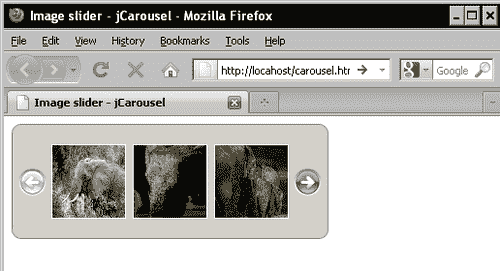 Image slider - jCarousel - Mozilla Firefox
File Edit View History Bookmarks Tools Help
http://locahost/carousel.htr Google
Image slider - jCarousel